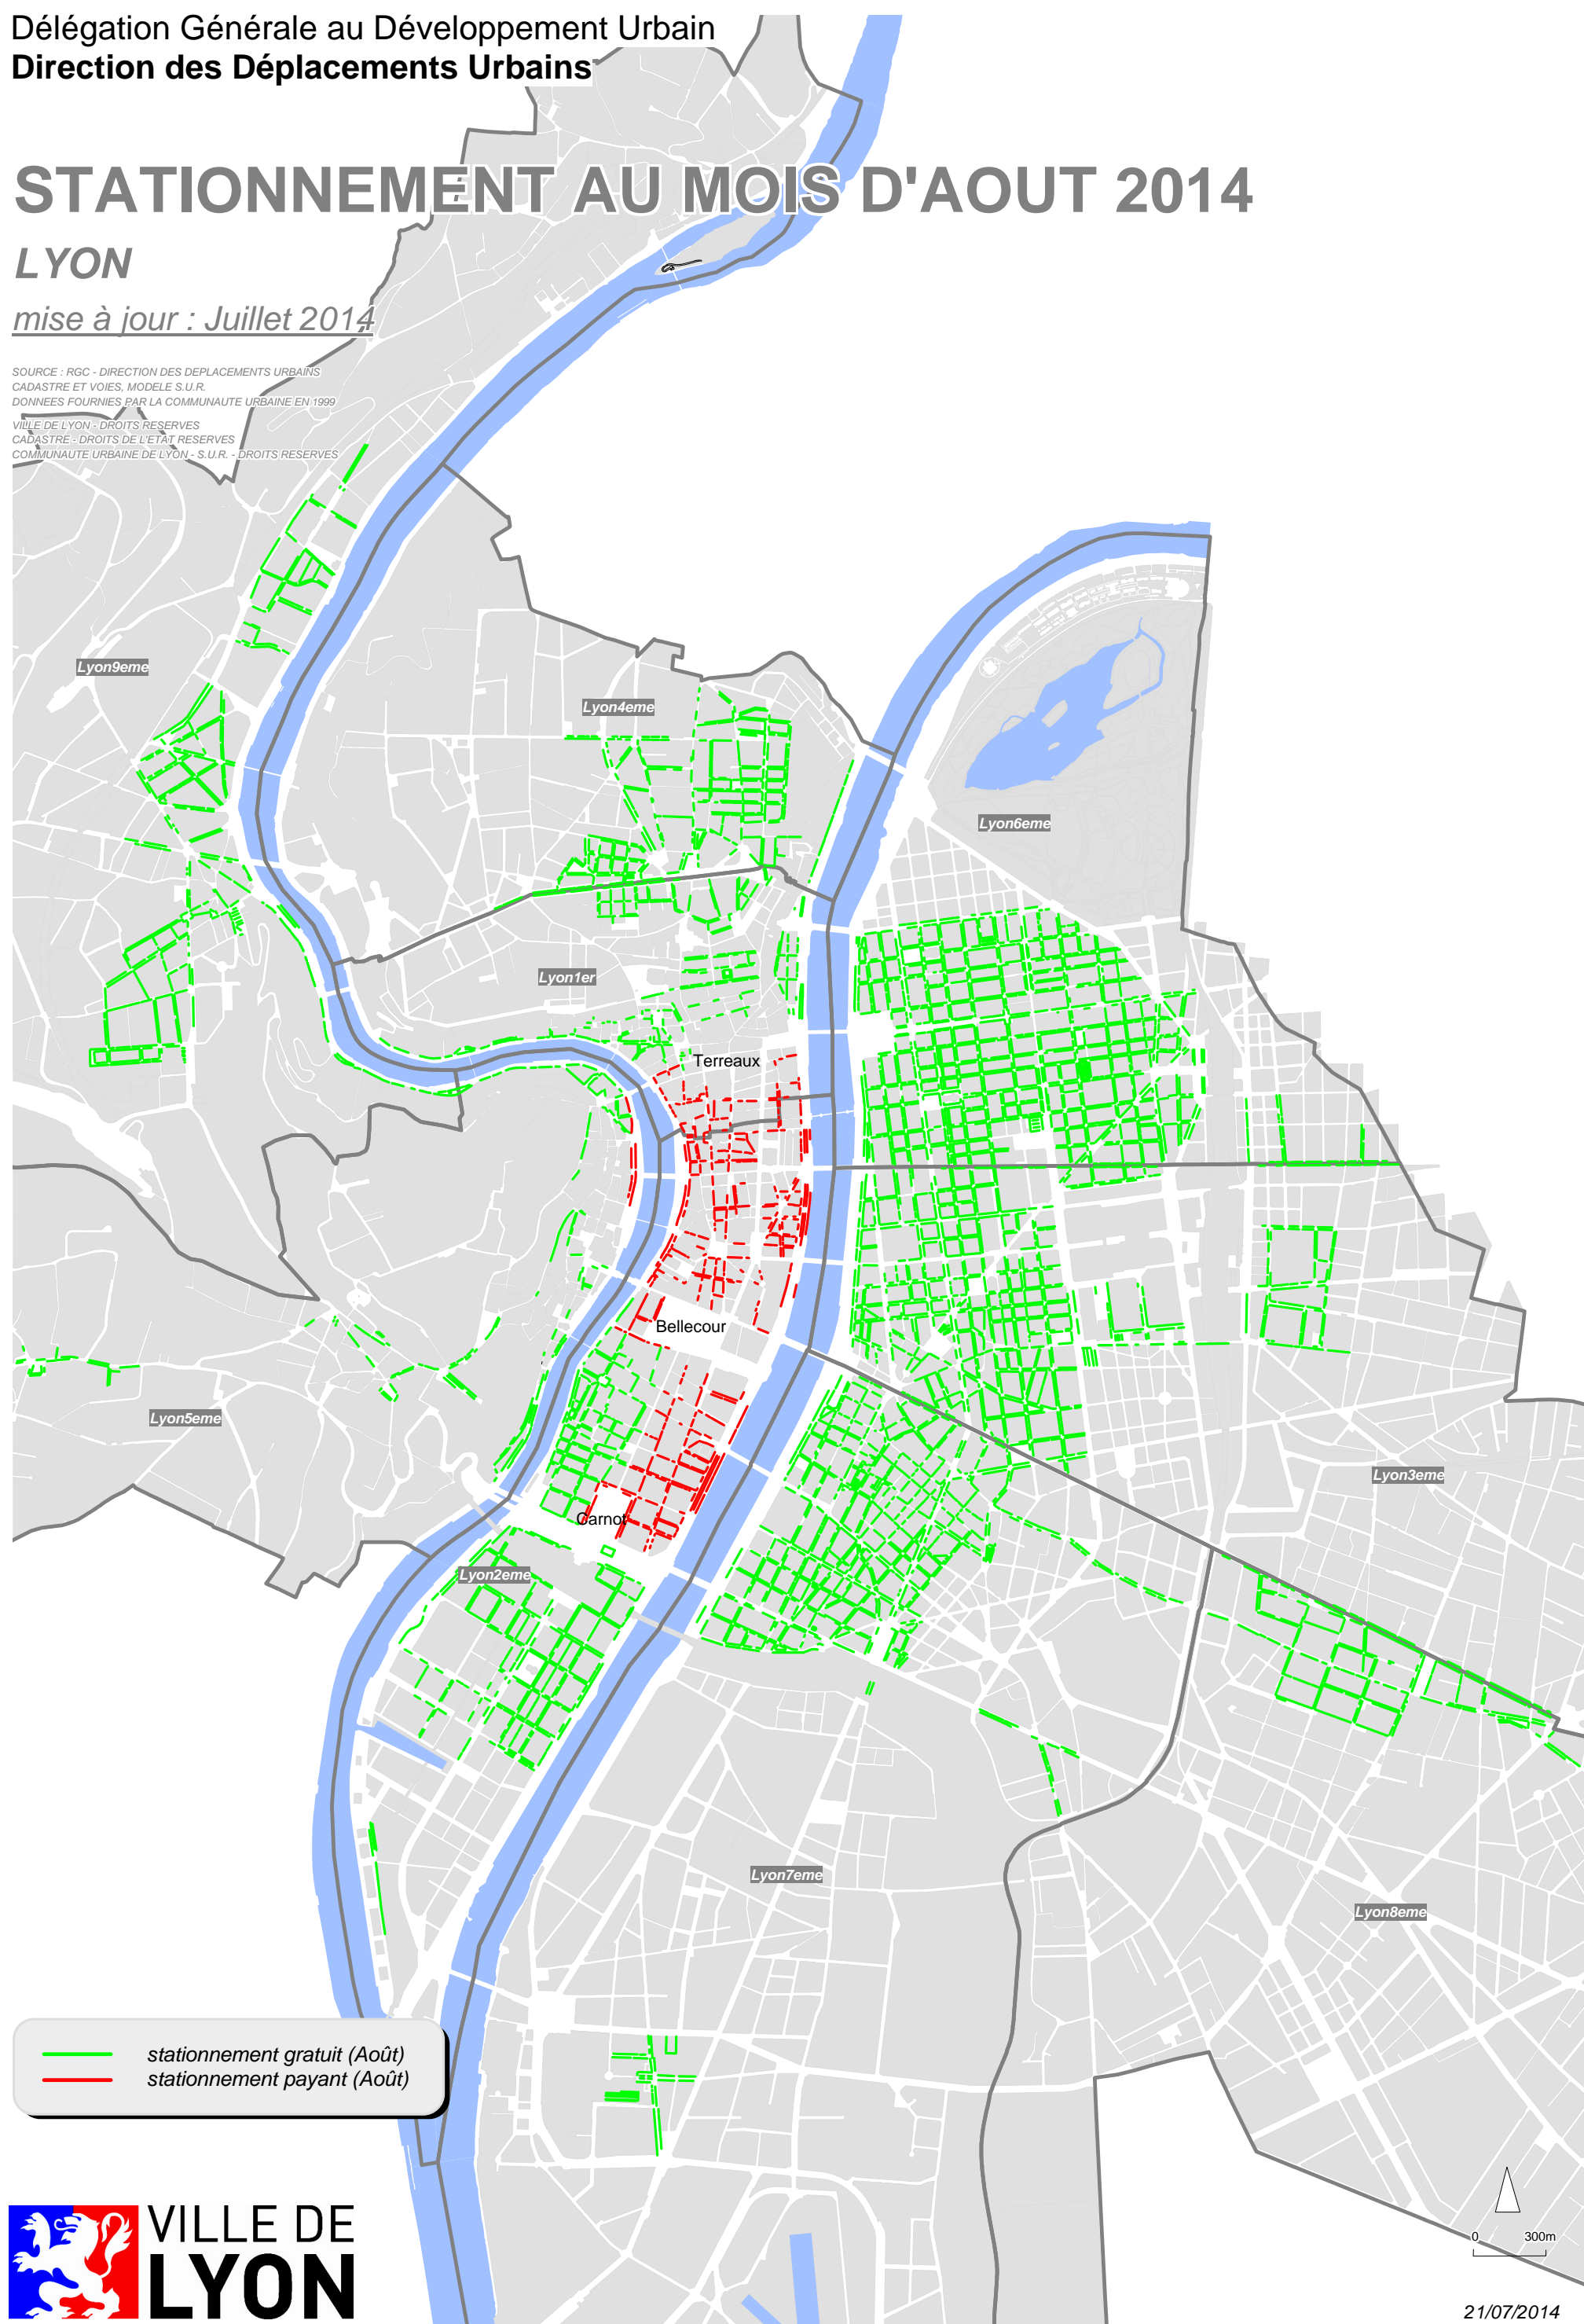 Délégation Générale au Développement Urbain
Direction des Déplacements Urbains
STATIONNEMENT AU MOIS D'AOUT 2014
LYON
mise à jour : Juillet 2014
SOURCE : RGC - DIRECTION DES DEPLACEMENTS URBAINS
CADASTRE ET VOIES, MODELE S.U.R.
DONNEES FOURNIES PAR LA COMMUNAUTE URBAINE EN 1999
VILLE DE LYON - DROITS RESERVES
CADASTRE - DROITS DE L'ETAT RESERVES
COMMUNAUTE URBAINE DE LYON - S.U.R. - DROITS RESERVES
Lyon9eme
Lyon4eme
Lyon6eme
Lyon1er
Terreaux
Bellecour
Lyon5eme
Lyon3eme
Carnot
Lyon2eme
Lyon7eme
Lyon8eme
stationnement gratuit (Août)
stationnement payant (Août)
VILLE DE
LYON
0 300m
21/07/2014